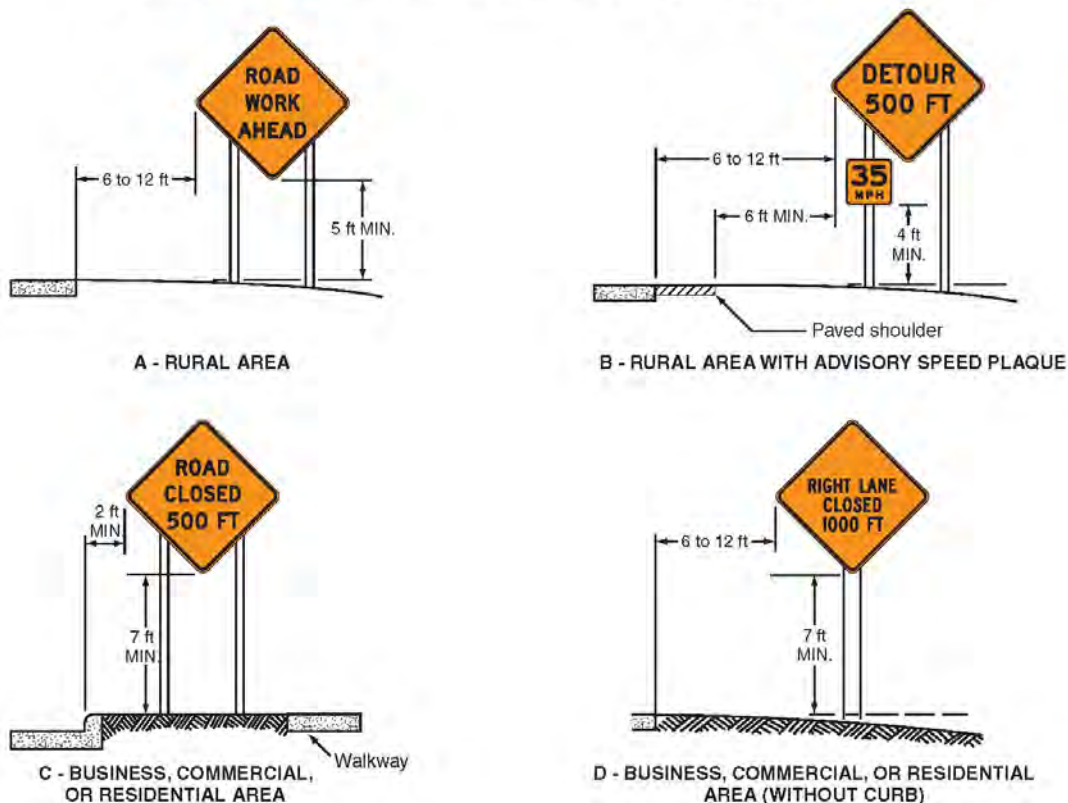 ROAD
WORK
AHEAD
6 to 12 ft
5 ft MIN.
A - RURAL AREA
DETOUR
500 FT
6 to 12 ft
35
MPH
6 ft MIN.
4 ft
MIN.
Paved shoulder
B - RURAL AREA WITH ADVISORY SPEED PLAQUE
ROAD
CLOSED
500 FT
2 ft
MIN.
7 ft
MIN.
Walkway
C - BUSINESS, COMMERCIAL,
OR RESIDENTIAL AREA
RIGHT LANE
CLOSED
1000 FT
6 to 12 ft
7 ft
MIN.
D - BUSINESS, COMMERCIAL, OR RESIDENTIAL
AREA (WITHOUT CURB)